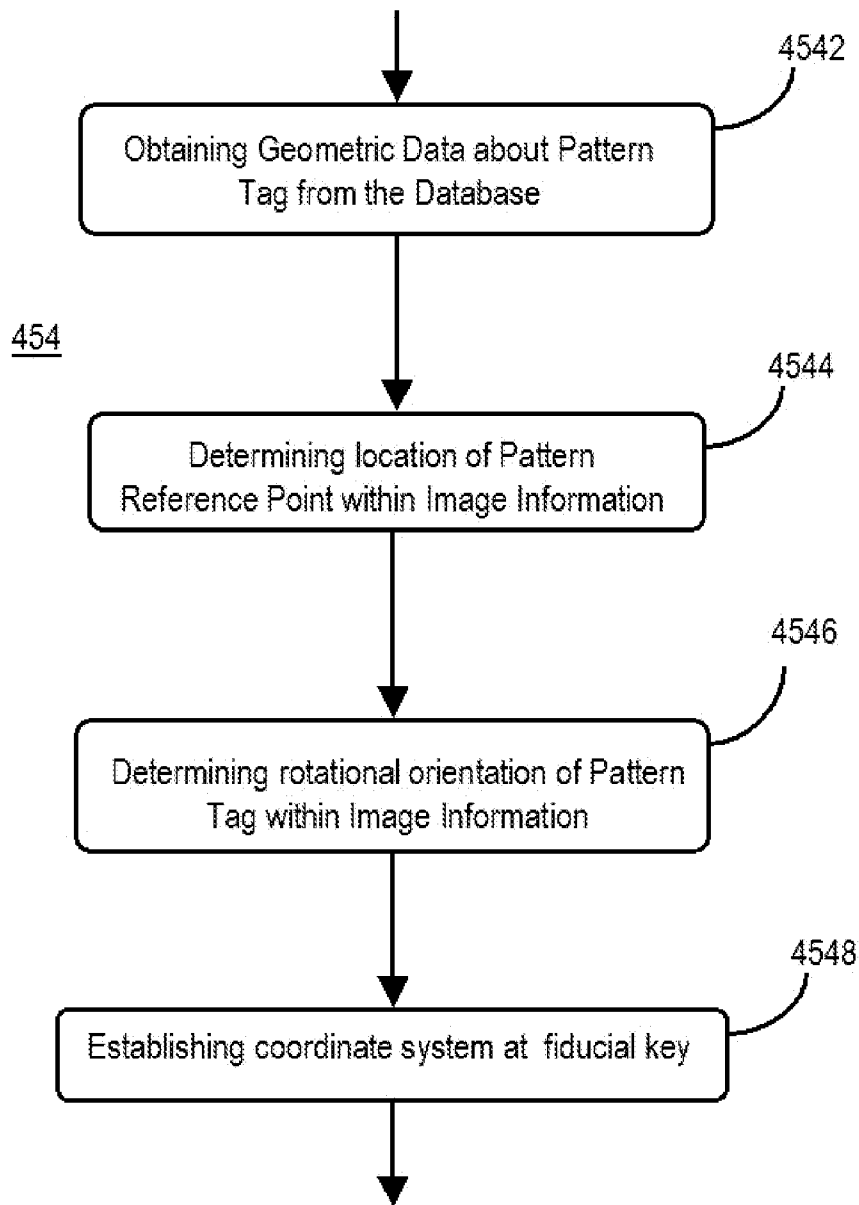 4542
Obtaining Geometric Data about Pattern
Tag from the Database
454
4544
Determining location of Pattern
Reference Point within Image Information
4546
Determining rotational orientation of Pattern
Tag within Image Information
4548
Establishing coordinate system at fiducial key